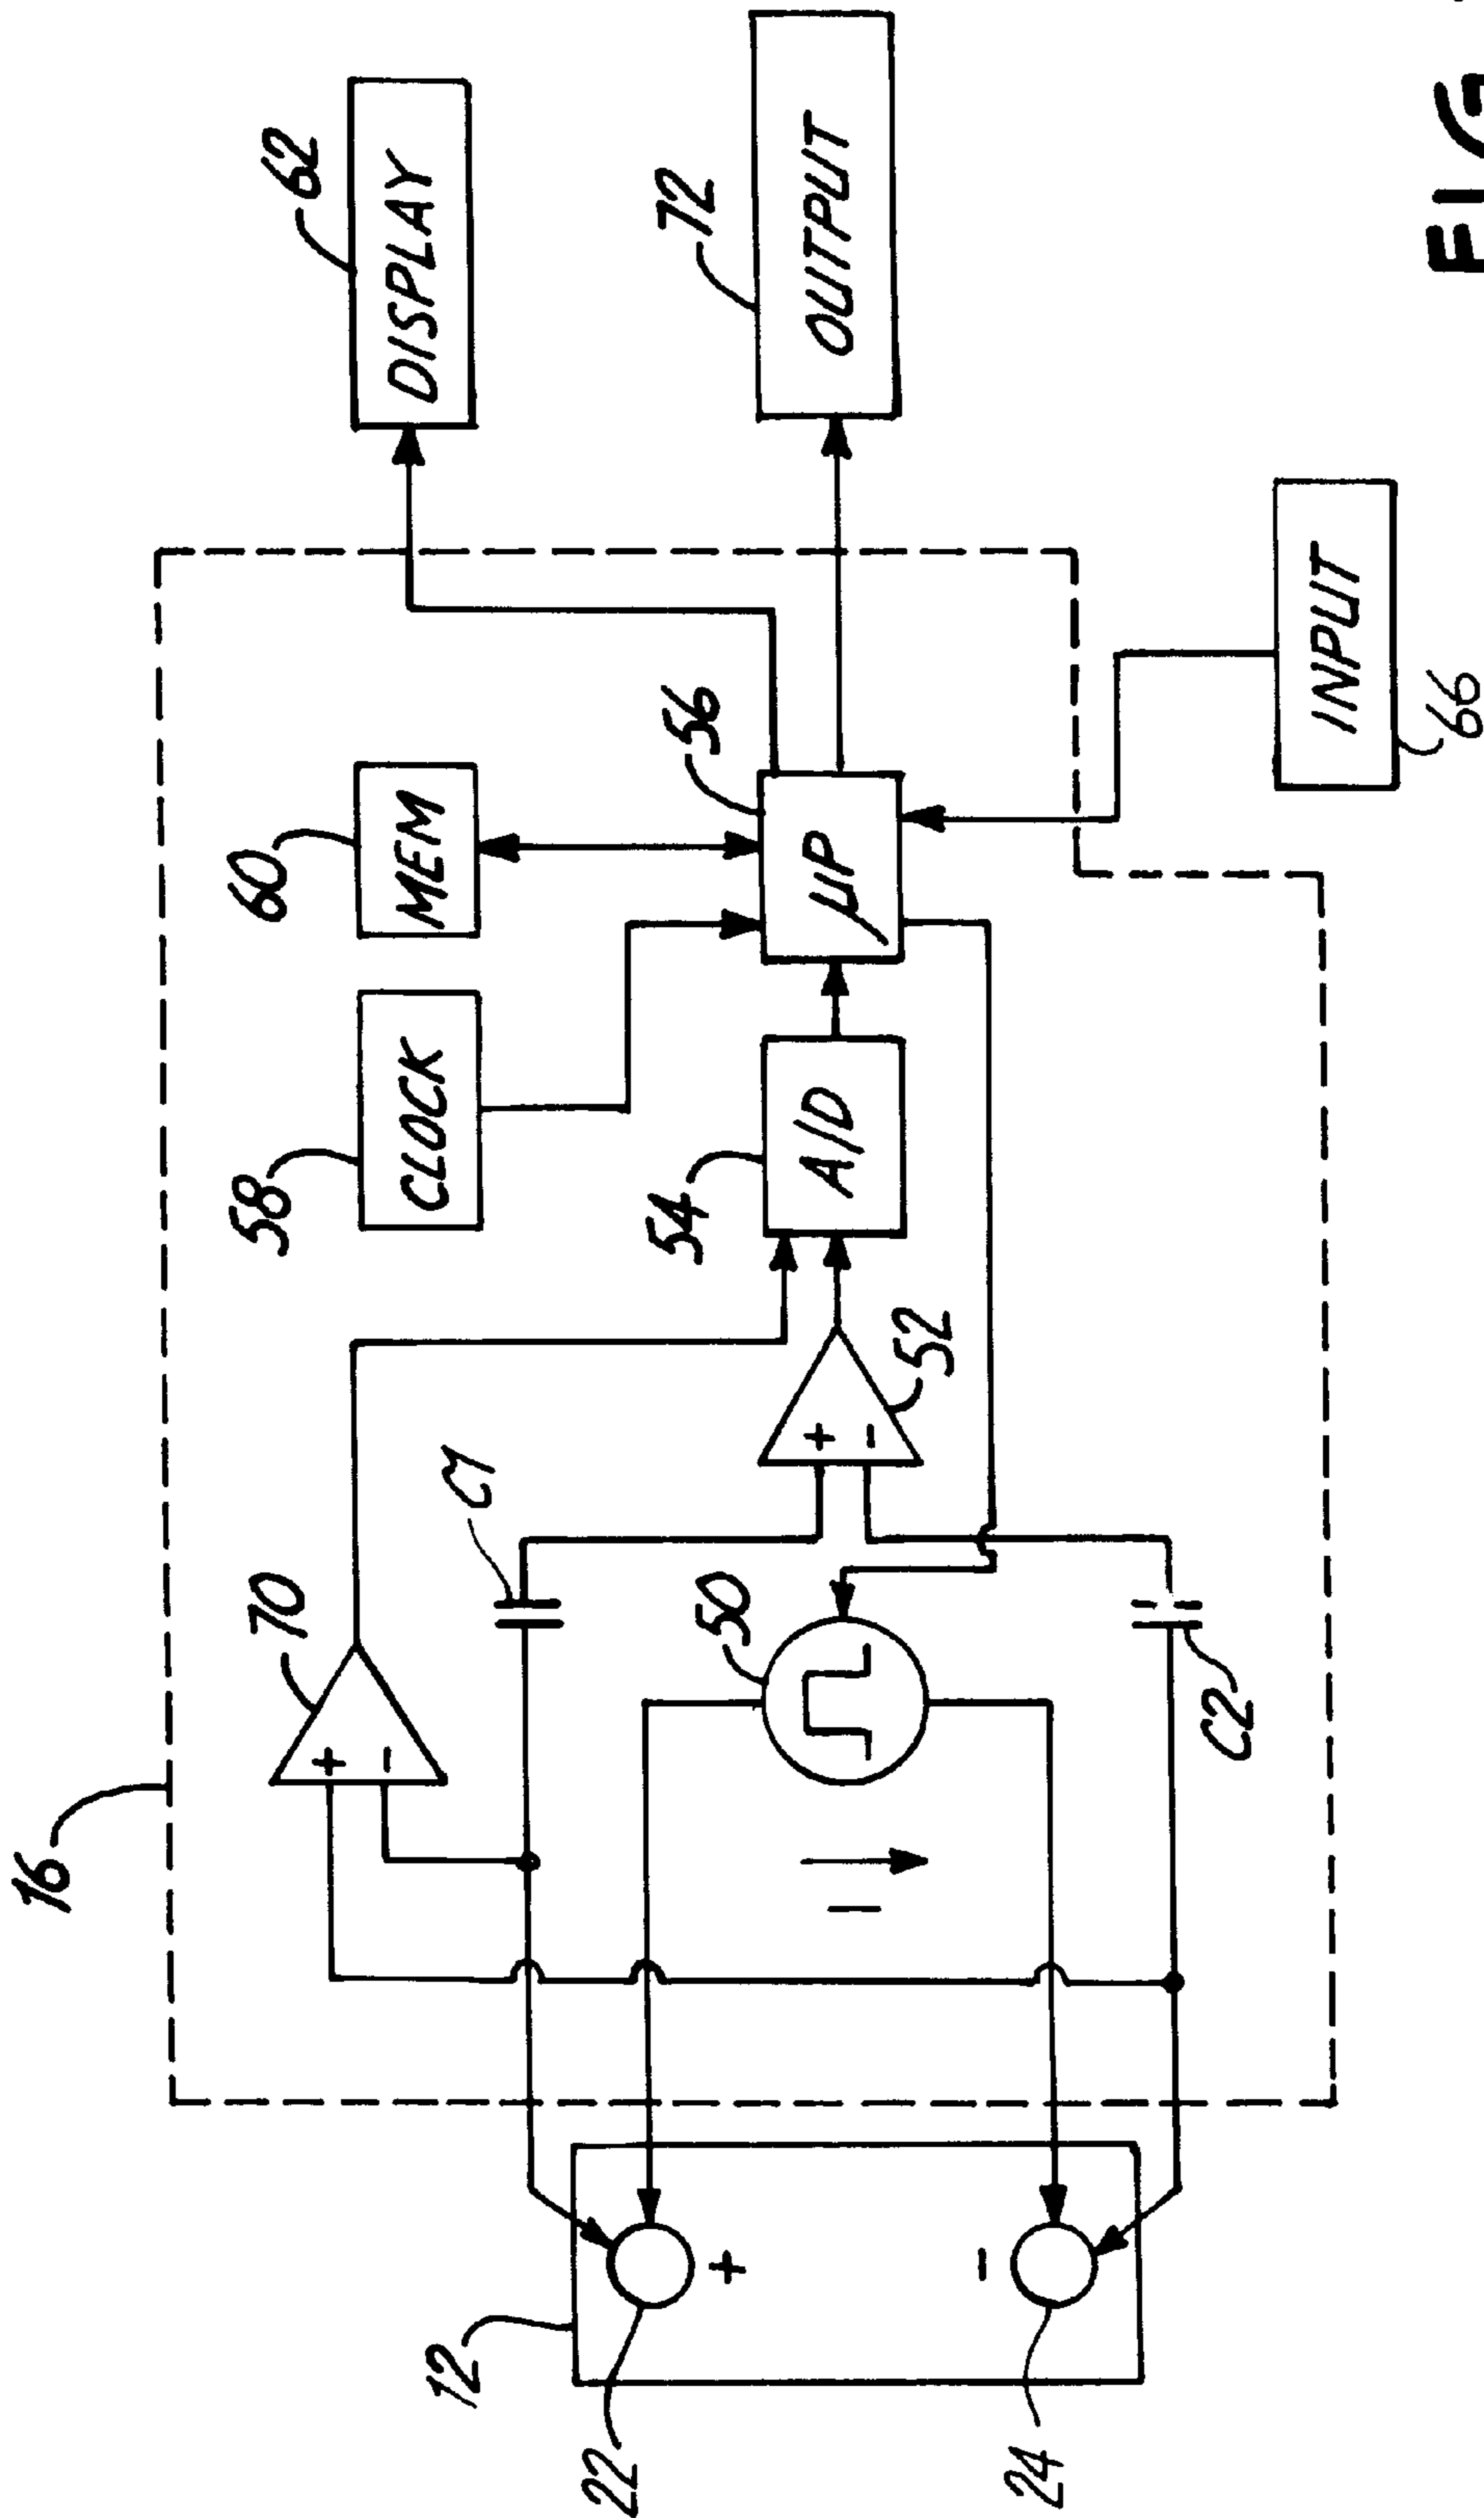 16
70
+
-
C1
58
CLOCK
60
MEM
62
DISPLAY
12
22
+
-
24
I
50
+
-
52
54
A/D
56
μP
72
OUTPUT
C2
INPUT
66